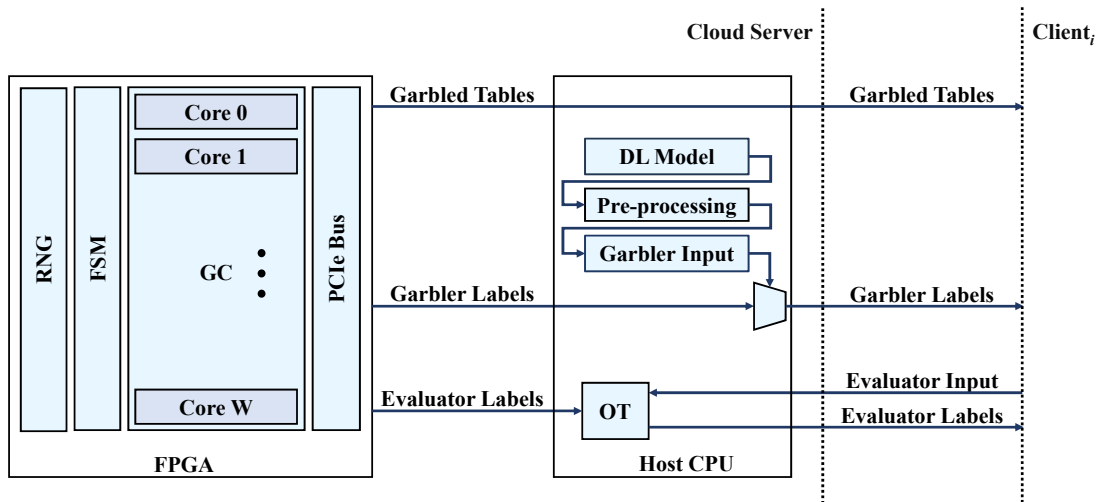 Cloud Server
Client_i
Garbled Tables
Garbled Tables
Core 0
Core 1
DL Model
Pre-processing
Garbler Input
RNG
FSM
GC
PCIe Bus
Garbler Labels
Garbler Labels
Evaluator Input
Core W
Evaluator Labels
OT
Evaluator Labels
FPGA
Host CPU